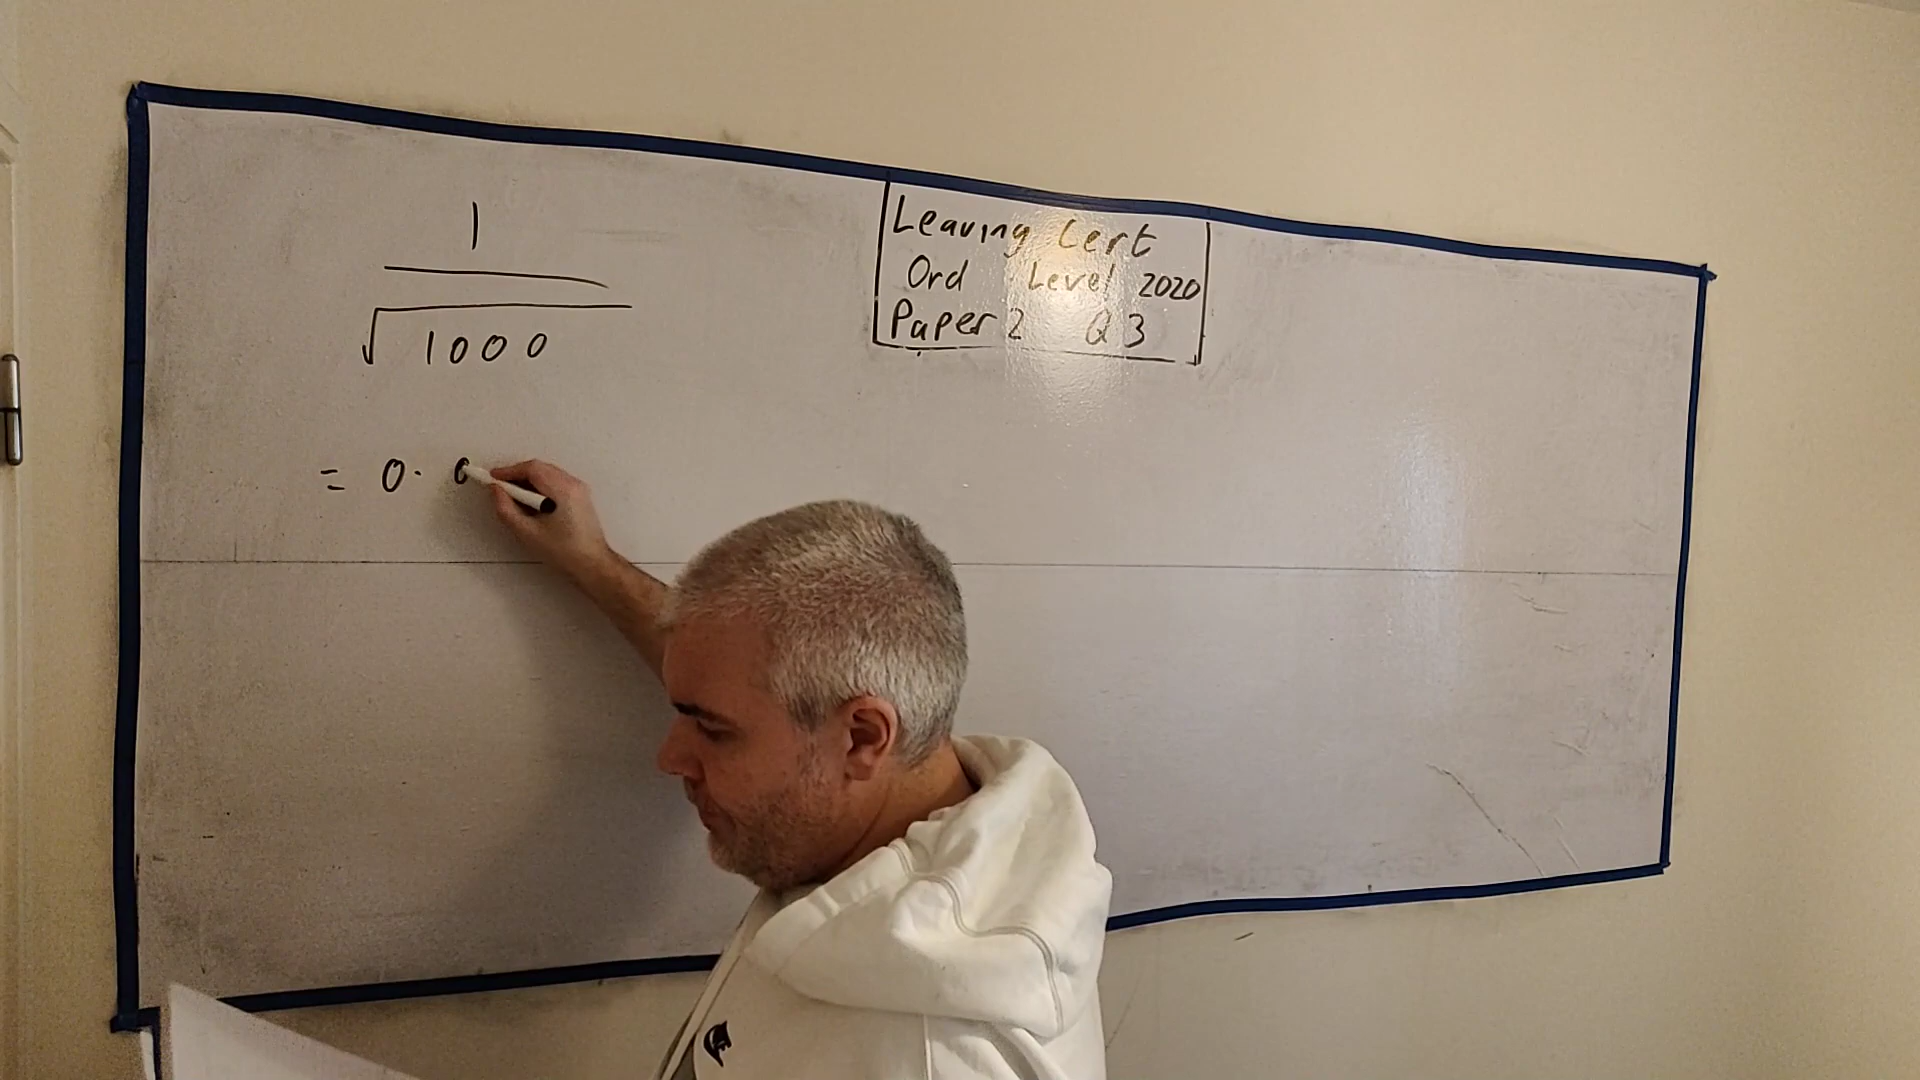 1
√1000
= 0.0
Leaving Cert
Ord Level 2020
Paper 2 Q3